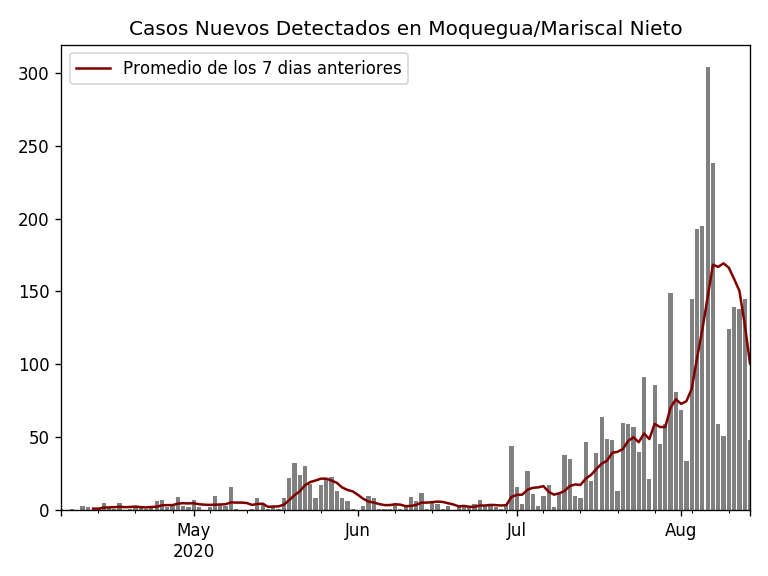 Casos Nuevos Detectados en Moquegua/Mariscal Nieto
Promedio de los 7 dias anteriores
300
250
200
150
100
50
0
May Jun Jul Aug
2020